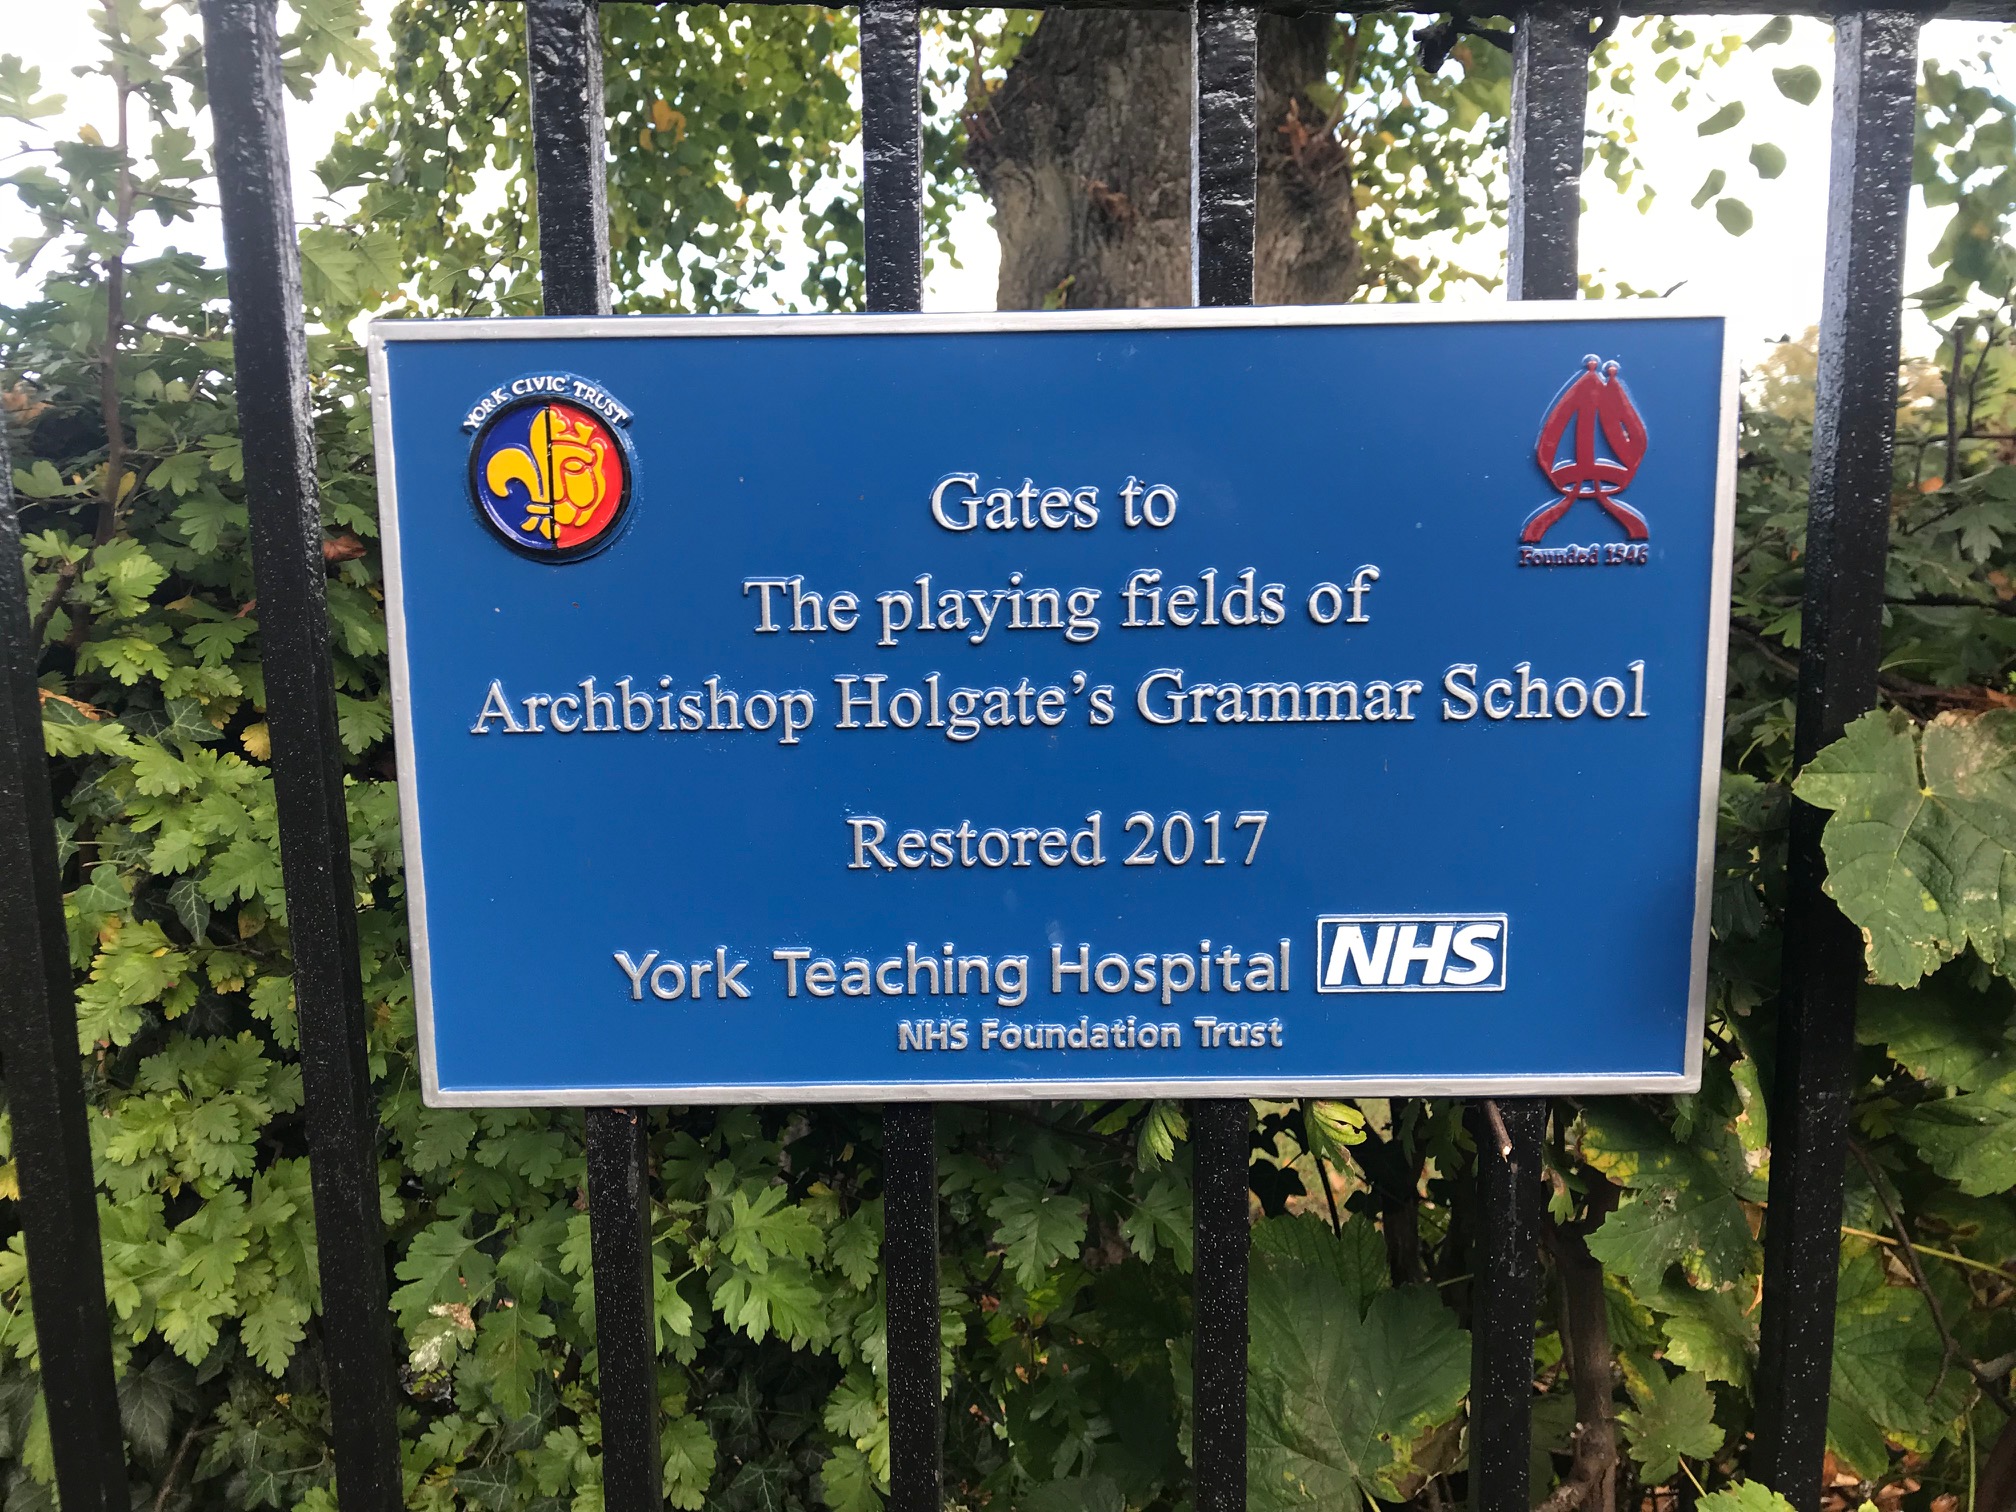 YORK CIVIC TRUST
Founded 1546
Gates to
The playing fields of
Archbishop Holgate's Grammar School
Restored 2017
York Teaching Hospital NHS
NHS Foundation Trust